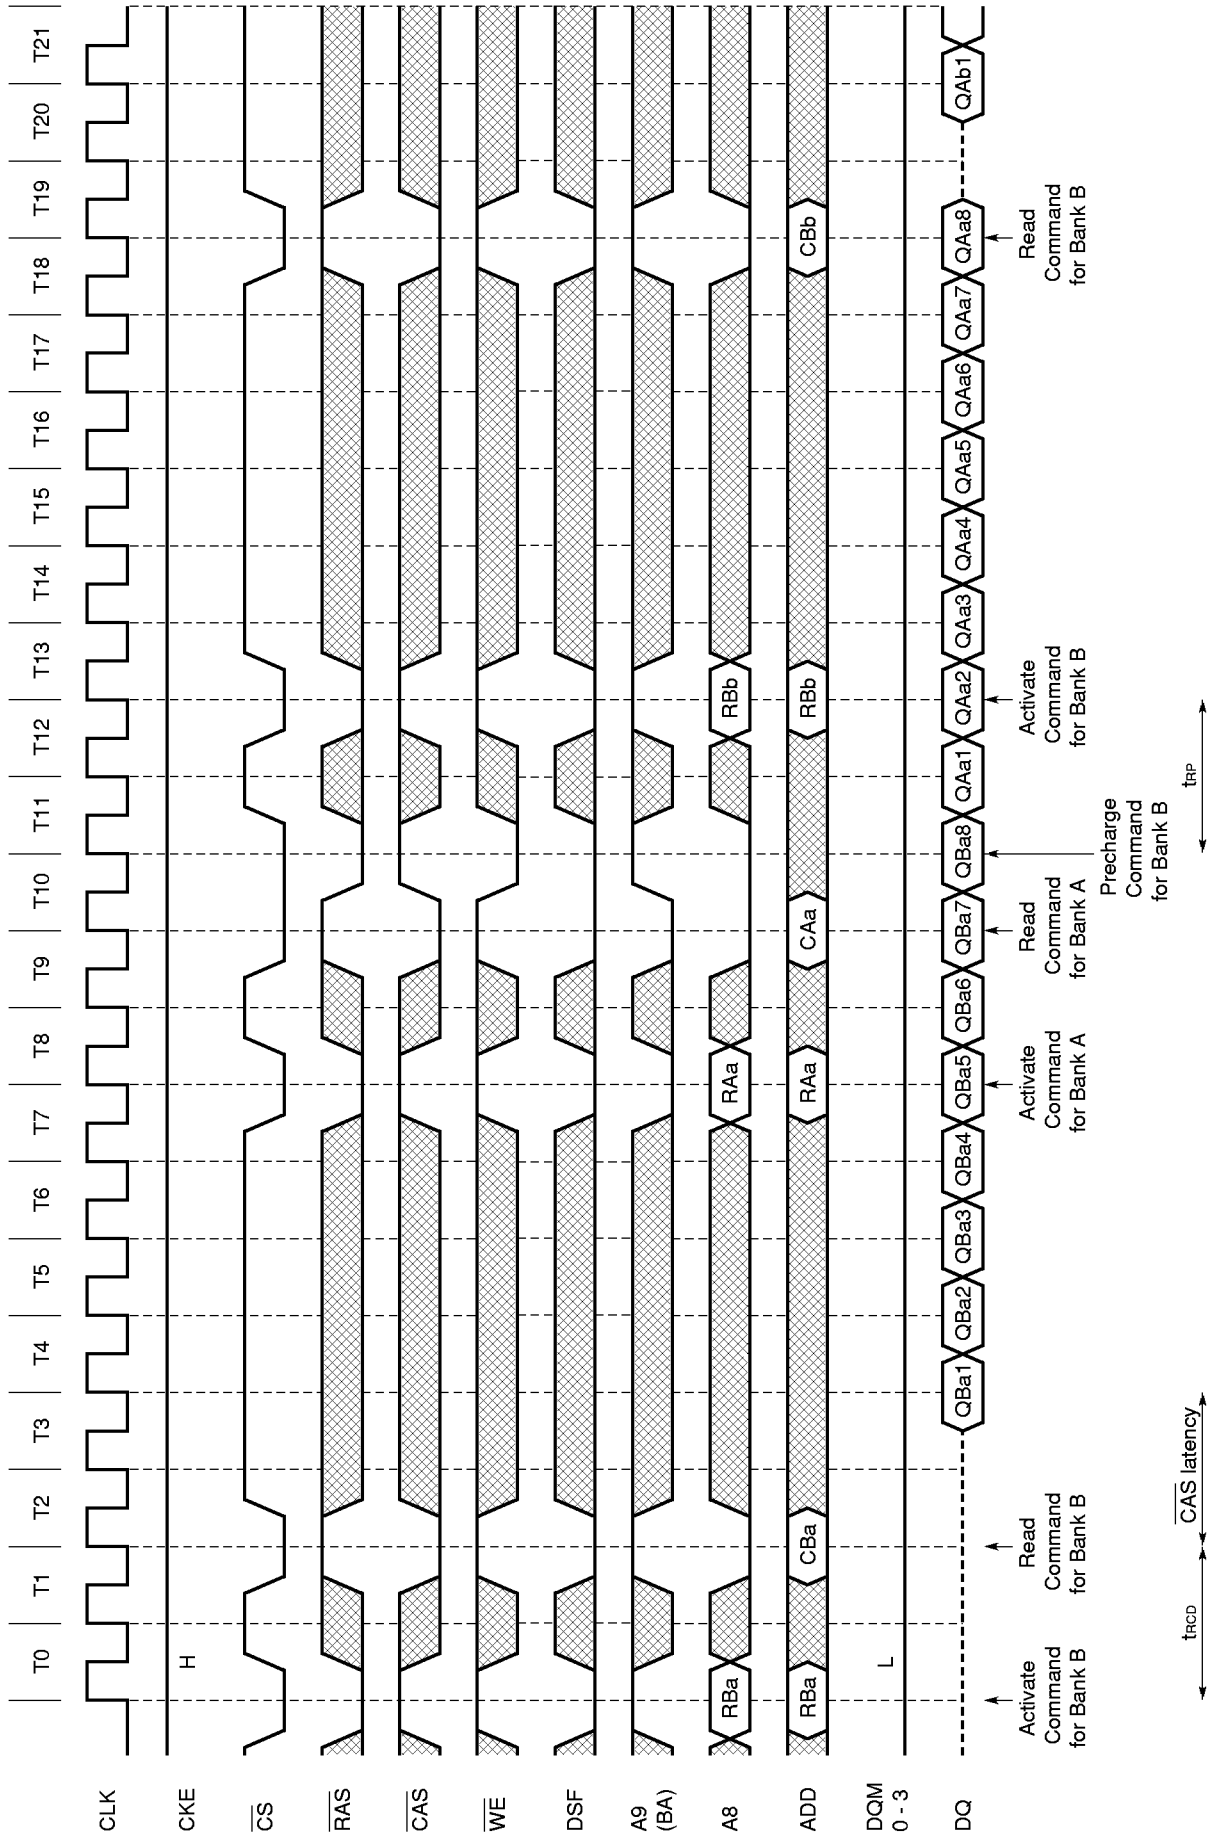 T0 T1 T2 T3 T4 T5 T6 T7 T8 T9 T10 T11 T12 T13 T14 T15 T16 T17 T18 T19 T20 T21
CLK
CKE H
CS
RAS
CAS
WE
DSF
A9
(BA)
A8 RBa RAa RBb
ADD RBa CBa RAa CAa RBb CBb
DQM
0 - 3 L
DQ QBa1 QBa2 QBa3 QBa4 QBa5 QBa6 QBa7 QBa8 QAa1 QAa2 QAa3 QAa4 QAa5 QAa6 QAa7 QAa8 QAb1
Activate
Command
for Bank B
Read
Command
for Bank B
Activate
Command
for Bank A
Read
Command
for Bank A
Precharge
Command
for Bank B
Activate
Command
for Bank B
Read
Command
for Bank B
tRCD
CAS latency
tRP